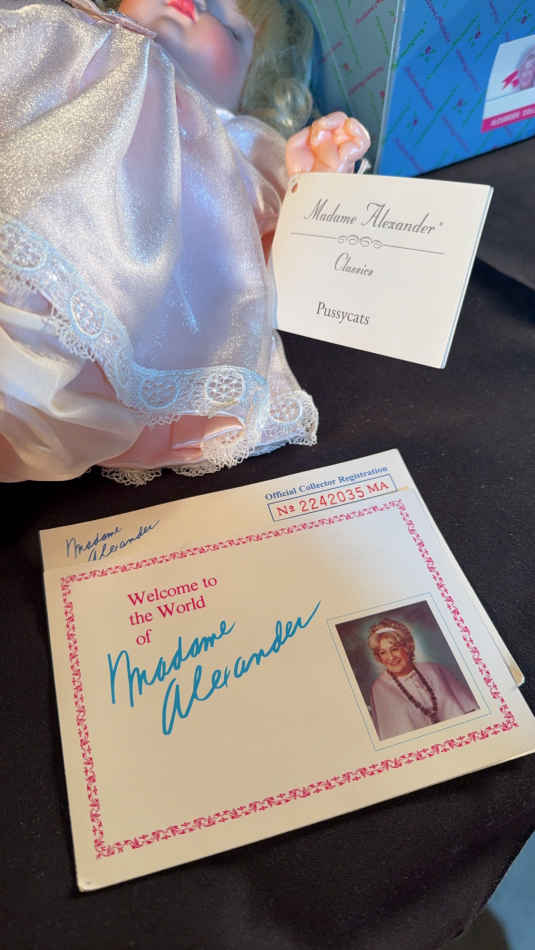 Madame Alexander®
Classics
Pussycats
Official Collector Registration
Nº 2242035 MA
Madame
Alexander
Welcome to
the World
of
Madame
Alexander